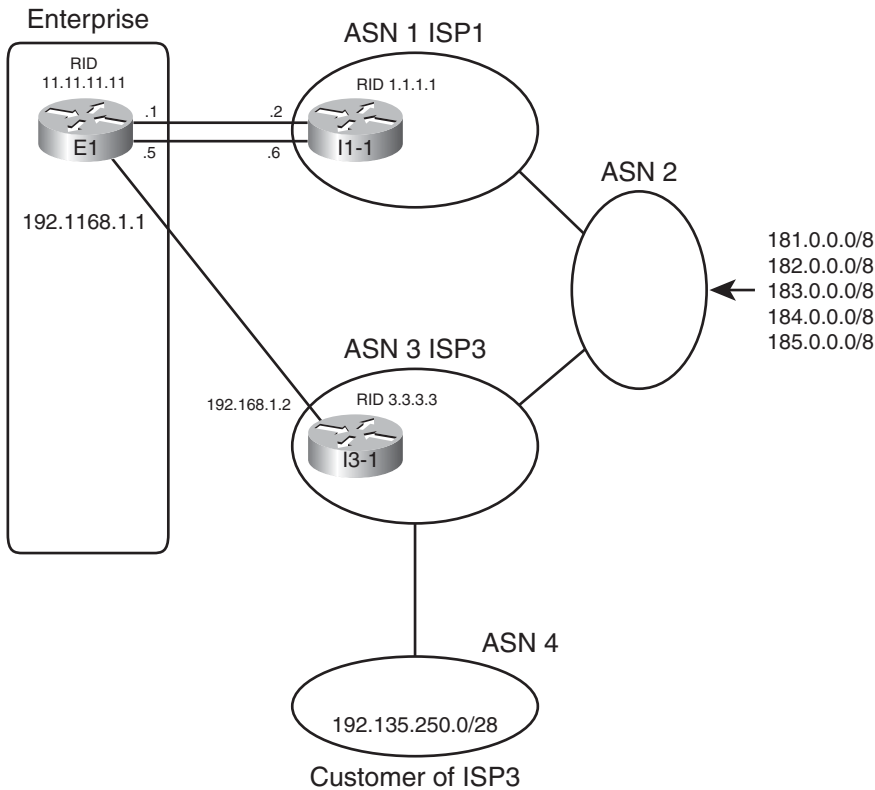 Enterprise
RID
11.11.11.11
E1
.1
.2
.5
.6
192.1168.1.1
ASN 1 ISP1
RID 1.1.1.1
I1-1
ASN 2
181.0.0.0/8
182.0.0.0/8
183.0.0.0/8
184.0.0.0/8
185.0.0.0/8
ASN 3 ISP3
192.168.1.2
RID 3.3.3.3
I3-1
ASN 4
192.135.250.0/28
Customer of ISP3